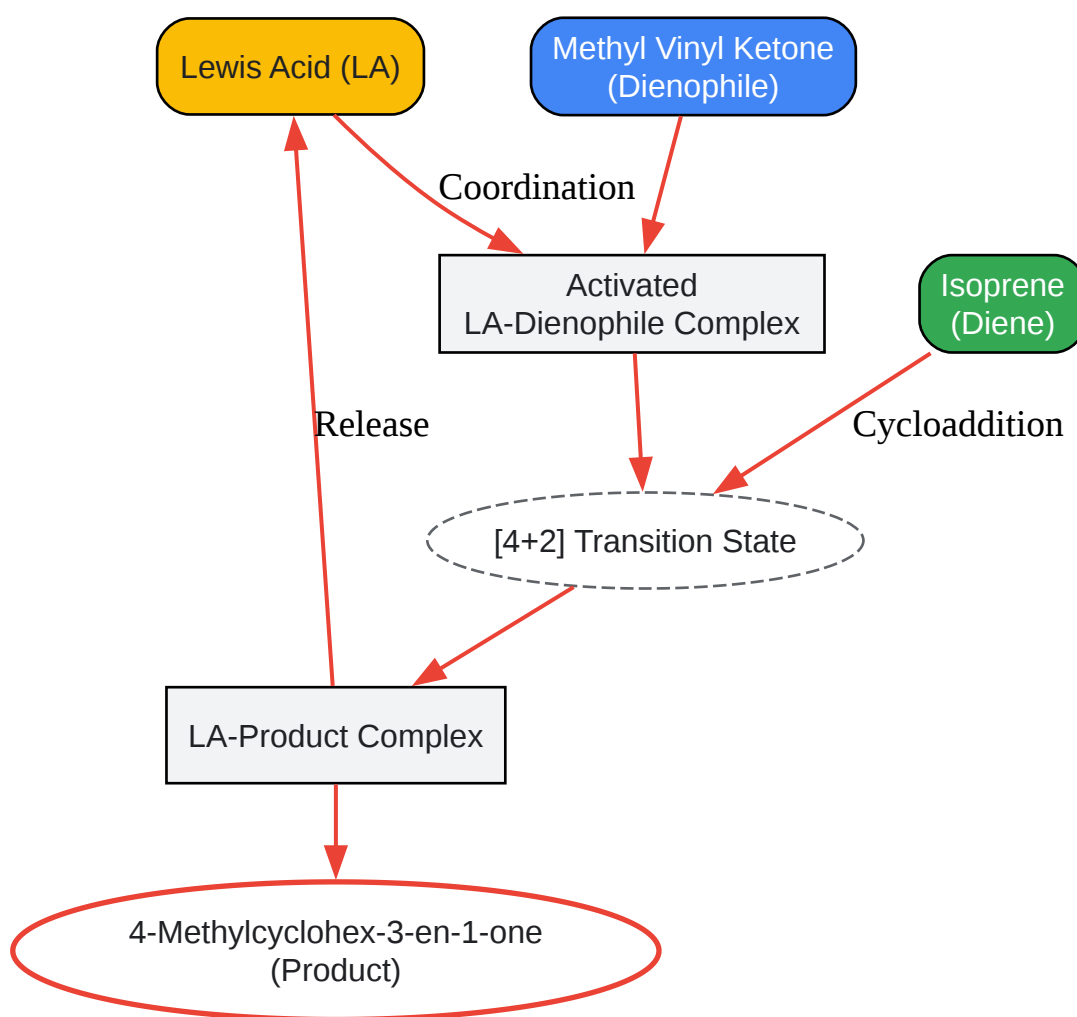 Lewis Acid (LA)
Methyl Vinyl Ketone
(Dienophile)
Coordination
Activated
LA-Dienophile Complex
Isoprene
(Diene)
Release
Cycloaddition
[4+2] Transition State
LA-Product Complex
4-Methylcyclohex-3-en-1-one
(Product)